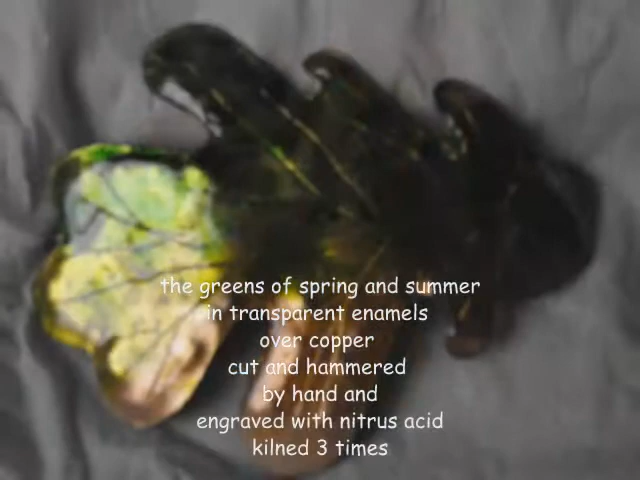 the greens of spring and summer
in transparent enamels
over copper
cut and hammered
by hand and
engraved with nitrus acid
kilned 3 times